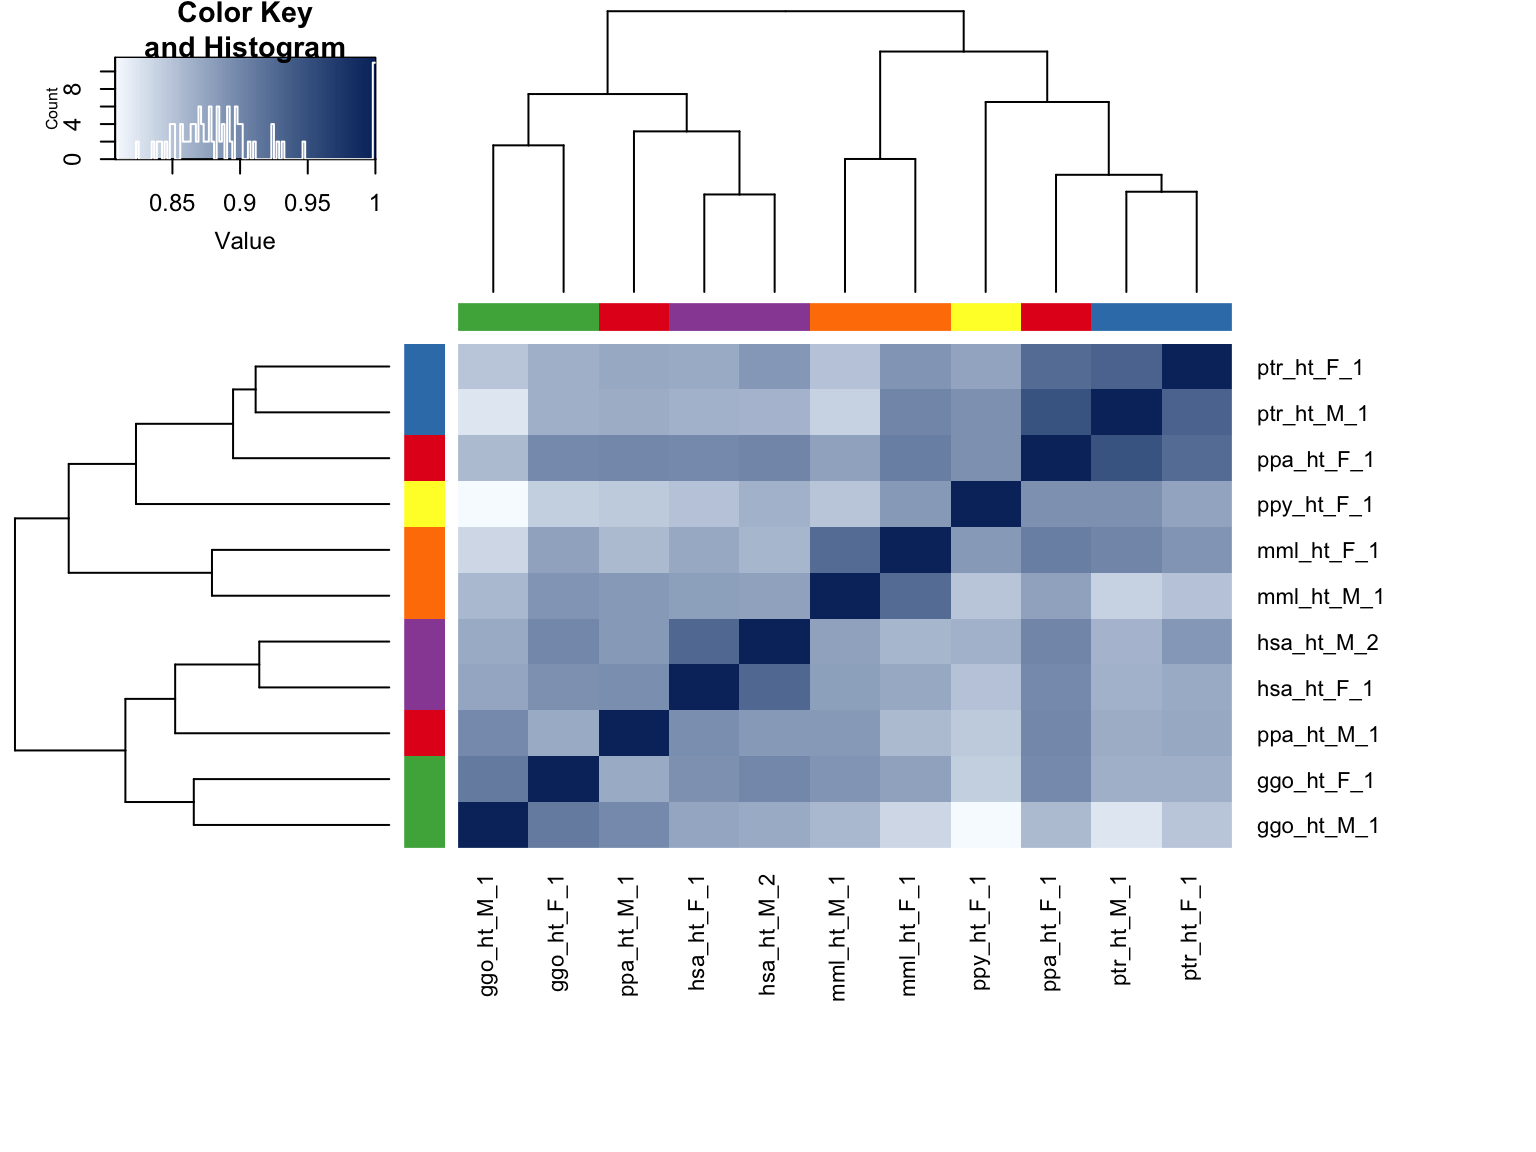 Color Key
and Histogram
Count
0 4 8
0.85 0.9 0.95 1
Value
ptr_ht_F_1
ptr_ht_M_1
ppa_ht_F_1
ppy_ht_F_1
mml_ht_F_1
mml_ht_M_1
hsa_ht_M_2
hsa_ht_F_1
ppa_ht_M_1
ggo_ht_F_1
ggo_ht_M_1
ggo_ht_M_1
ggo_ht_F_1
ppa_ht_M_1
hsa_ht_F_1
hsa_ht_M_2
mml_ht_M_1
mml_ht_F_1
ppy_ht_F_1
ppa_ht_F_1
ptr_ht_M_1
ptr_ht_F_1